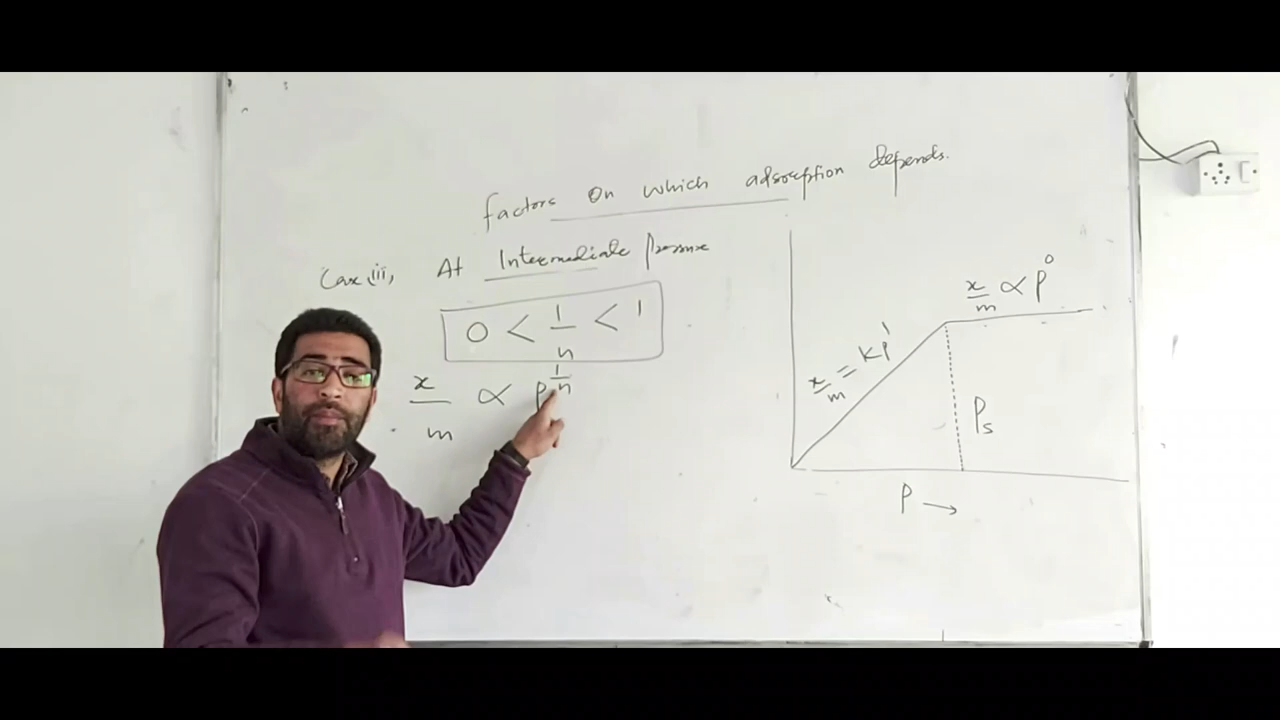 Factors on which adsorption depends.
Case (iii), At Intermediate Pressure
0 < 1/n < 1
x/m ∝ P^1/n
x/m = KP^1
x/m ∝ P^0
Ps
P →